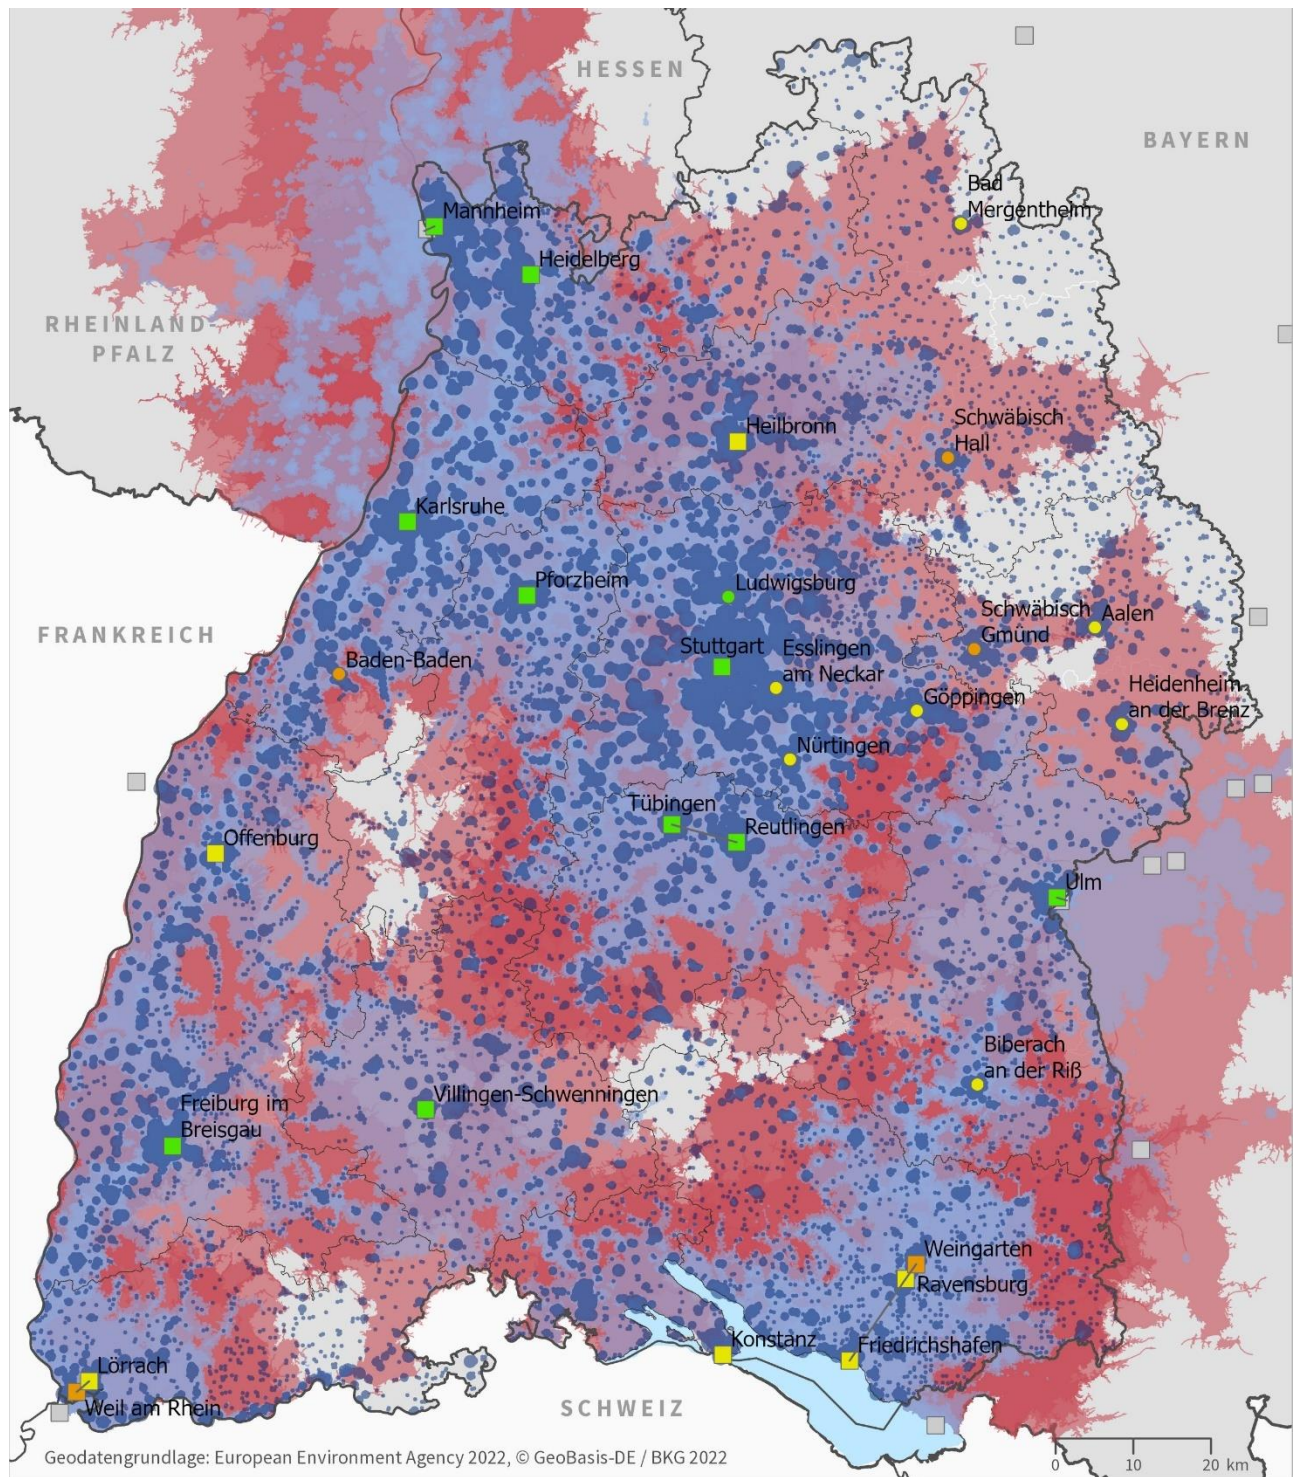 HESSEN
BAYERN
Bad
Mergentheim
Mannheim
Heidelberg
RHEINLAND-
PFALZ
Heilbronn
Schwäbisch
Hall
Karlsruhe
Pforzheim
Ludwigsburg
Schwäbisch
Gmünd
Aalen
FRANKREICH
Stuttgart
Esslingen
am Neckar
Baden-Baden
Göppingen
Heidenheim
an der Brenz
Nürtingen
Tübingen
Reutlingen
Offenburg
Ulm
Biberach
an der Riß
Villingen-Schwenningen
Freiburg im
Breisgau
Weingarten
Ravensburg
Konstanz
Friedrichshafen
Lörrach
Weil am Rhein
SCHWEIZ
Geodatengrundlage: European Environment Agency 2022, © GeoBasis-DE / BKG 2022
0 10 20 km